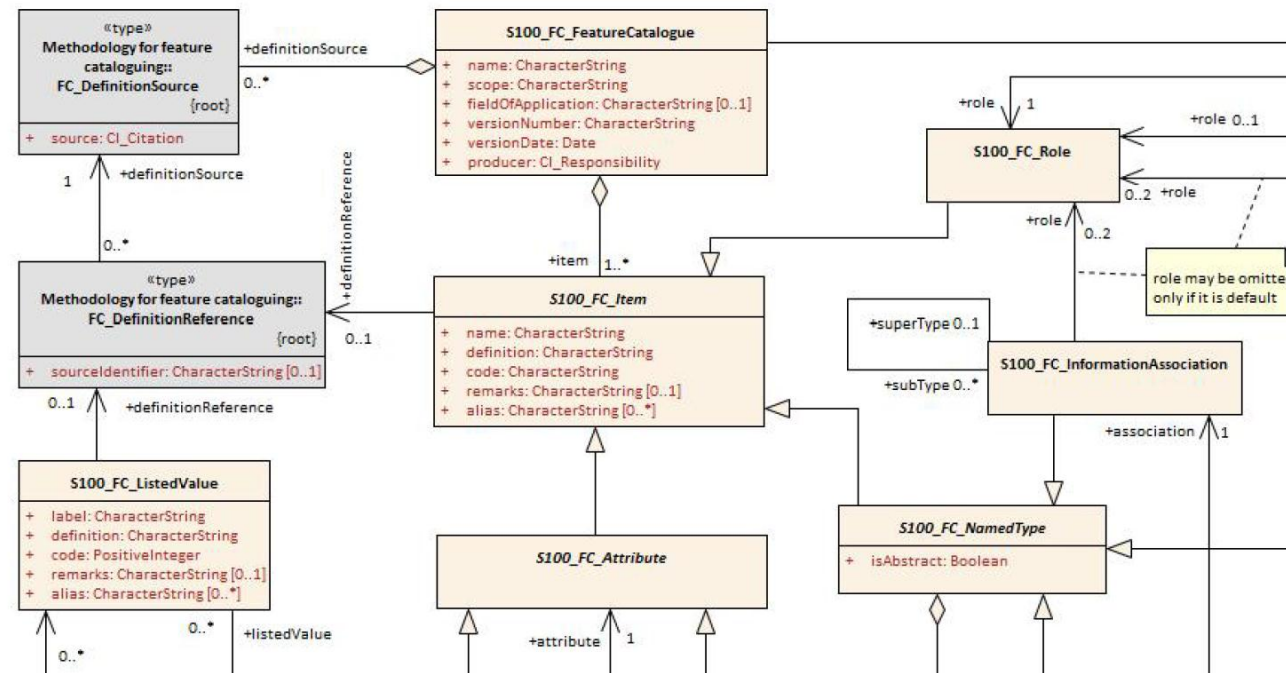 «type»
Methodology for feature
cataloguing::
FC_DefinitionSource
{root}
+ source: CI_Citation
+definitionSource
0..*
S100_FC_FeatureCatalogue
+ name: CharacterString
+ scope: CharacterString
+ fieldOfApplication: CharacterString [0..1]
+ versionNumber: CharacterString
+ versionDate: Date
+ producer: CI_Responsibility
+role 1
+role 0..1
S100_FC_Role
0..2 +role
+role
0..2
role may be omitte
only if it is default
1
+definitionSource
0..*
+definitionReference
0..1
+item
1..*
«type»
Methodology for feature cataloguing::
FC_DefinitionReference
{root}
+ sourceIdentifier: CharacterString [0..1]
S100_FC_Item
+ name: CharacterString
+ definition: CharacterString
+ code: CharacterString
+ remarks: CharacterString [0..1]
+ alias: CharacterString [0..*]
+superType 0..1
+subType 0..*
S100_FC_InformationAssociation
+association
1
0..1
+definitionReference
S100_FC_ListedValue
+ label: CharacterString
+ definition: CharacterString
+ code: PositiveInteger
+ remarks: CharacterString [0..1]
+ alias: CharacterString [0..*]
0..*
0..*
+listedValue
S100_FC_Attribute
+attribute
1
S100_FC_NamedType
+ isAbstract: Boolean